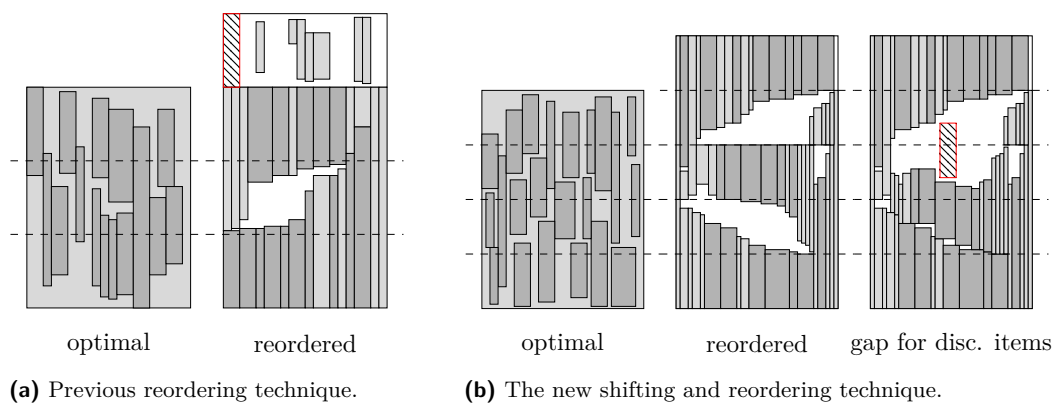 optimal reordered optimal reordered gap for disc. items
(a) Previous reordering technique. (b) The new shifting and reordering technique.